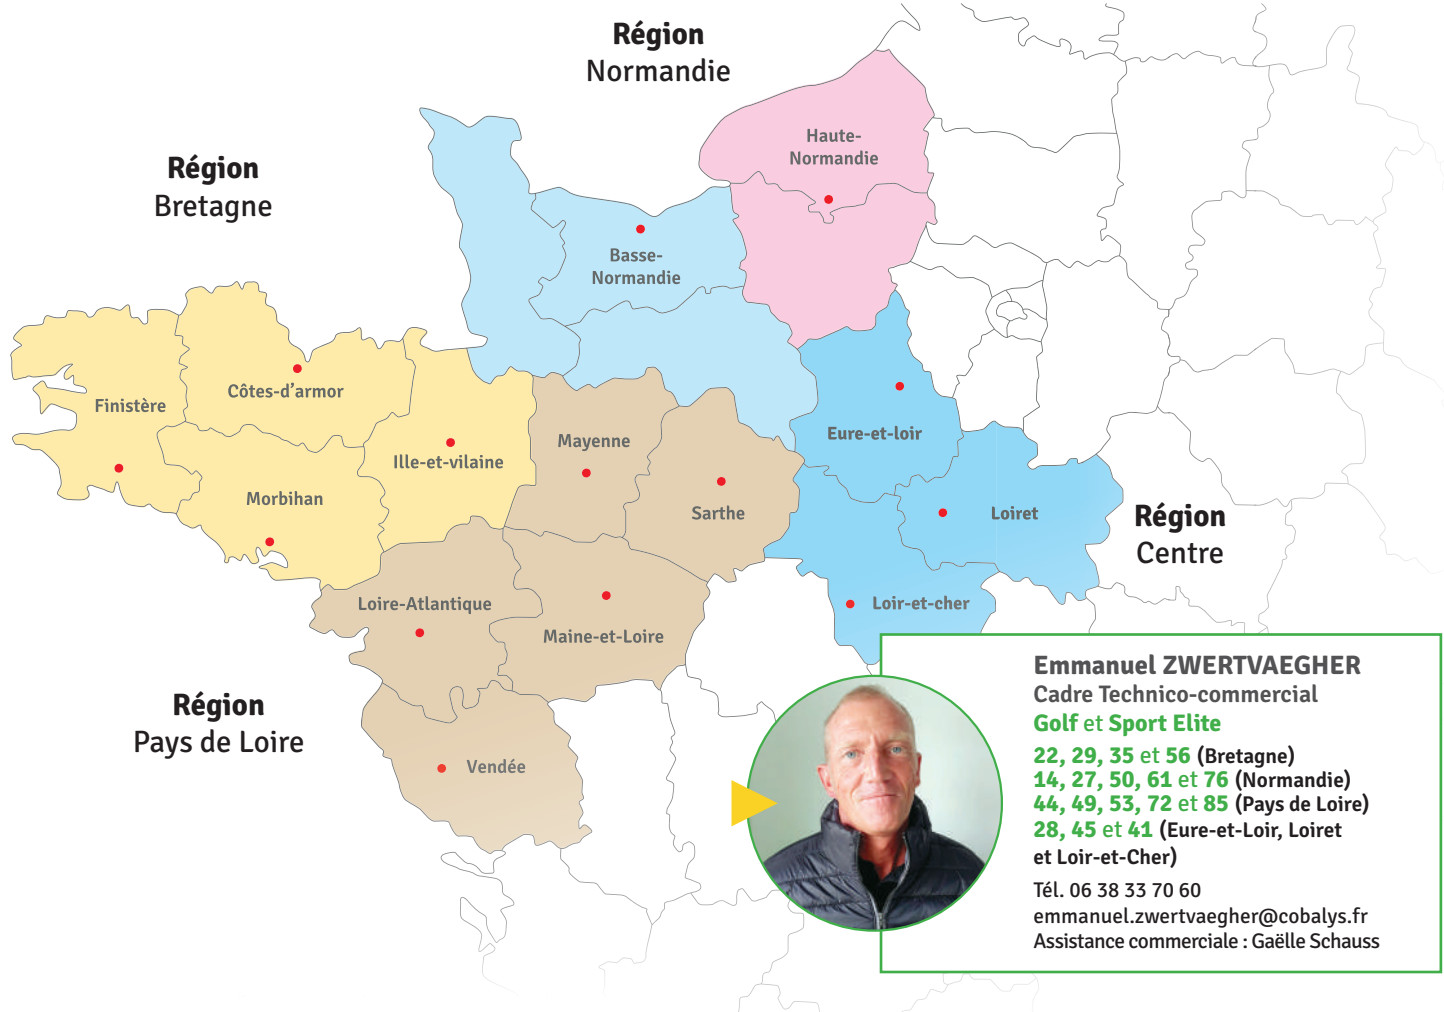 Région
Normandie
Région
Bretagne
Haute-
Normandie
Basse-
Normandie
Finistère
Côtes-d’armor
Ille-et-vilaine
Morbihan
Mayenne
Sarthe
Eure-et-loir
Loiret
Région
Centre
Loir-et-cher
Loire-Atlantique
Maine-et-Loire
Région
Pays de Loire
Vendée
Emmanuel ZWERTVAEGHER
Cadre Technico-commercial
Golf et Sport Elite
22, 29, 35 et 56 (Bretagne)
14, 27, 50, 61 et 76 (Normandie)
44, 49, 53, 72 et 85 (Pays de Loire)
28, 45 et 41 (Eure-et-Loir, Loiret
et Loir-et-Cher)
Tél. 06 38 33 70 60
emmanuel.zwertvaegher@cobalys.fr
Assistance commerciale : Gaëlle Schauss